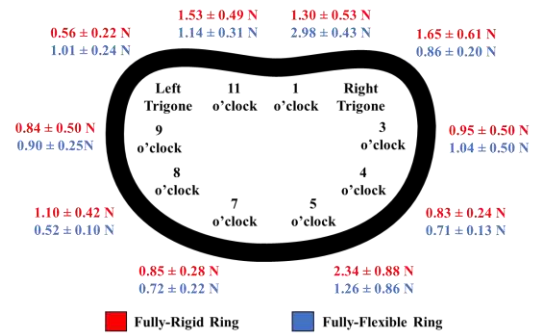 1.53 ± 0.49 N
1.14 ± 0.31 N
1.30 ± 0.53 N
2.98 ± 0.43 N
0.56 ± 0.22 N
1.01 ± 0.24 N
1.65 ± 0.61 N
0.86 ± 0.20 N
Left
Trigone
11
o'clock
1
o'clock
Right
Trigone
0.84 ± 0.50 N
0.90 ± 0.25N
9
o'clock
3
o'clock
0.95 ± 0.50 N
1.04 ± 0.50 N
8
o'clock
4
o'clock
1.10 ± 0.42 N
0.52 ± 0.10 N
7
o'clock
5
o'clock
0.83 ± 0.24 N
0.71 ± 0.13 N
0.85 ± 0.28 N
0.72 ± 0.22 N
2.34 ± 0.88 N
1.26 ± 0.86 N
Fully-Rigid Ring
Fully-Flexible Ring